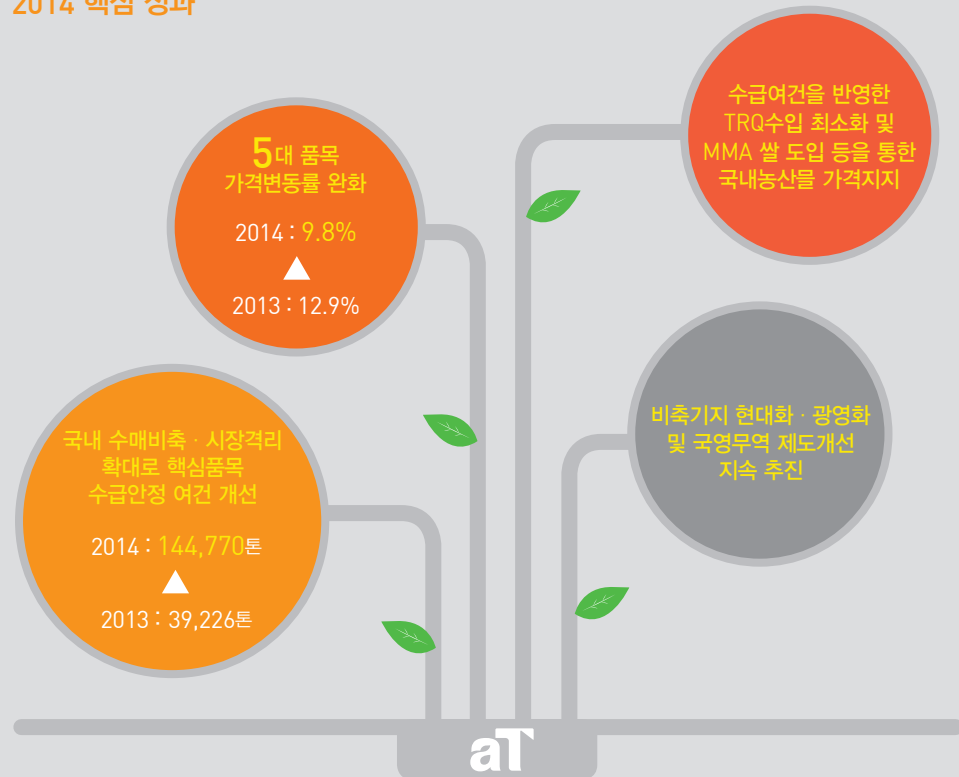 2014 핵심 성과
5대 품목
가격변동률 완화
2014 : 9.8%
2013 : 12.9%
수급여건을 반영한
TRQ수입 최소화 및
MMA 쌀 도입 등을 통한
국내농산물 가격지지
국내 수매비축 · 시장격리
확대로 핵심품목
수급안정 여건 개선
2014 : 144,770톤
2013 : 39,226톤
비축기지 현대화 · 광영화
및 국영무역 제도개선
지속 추진
aT